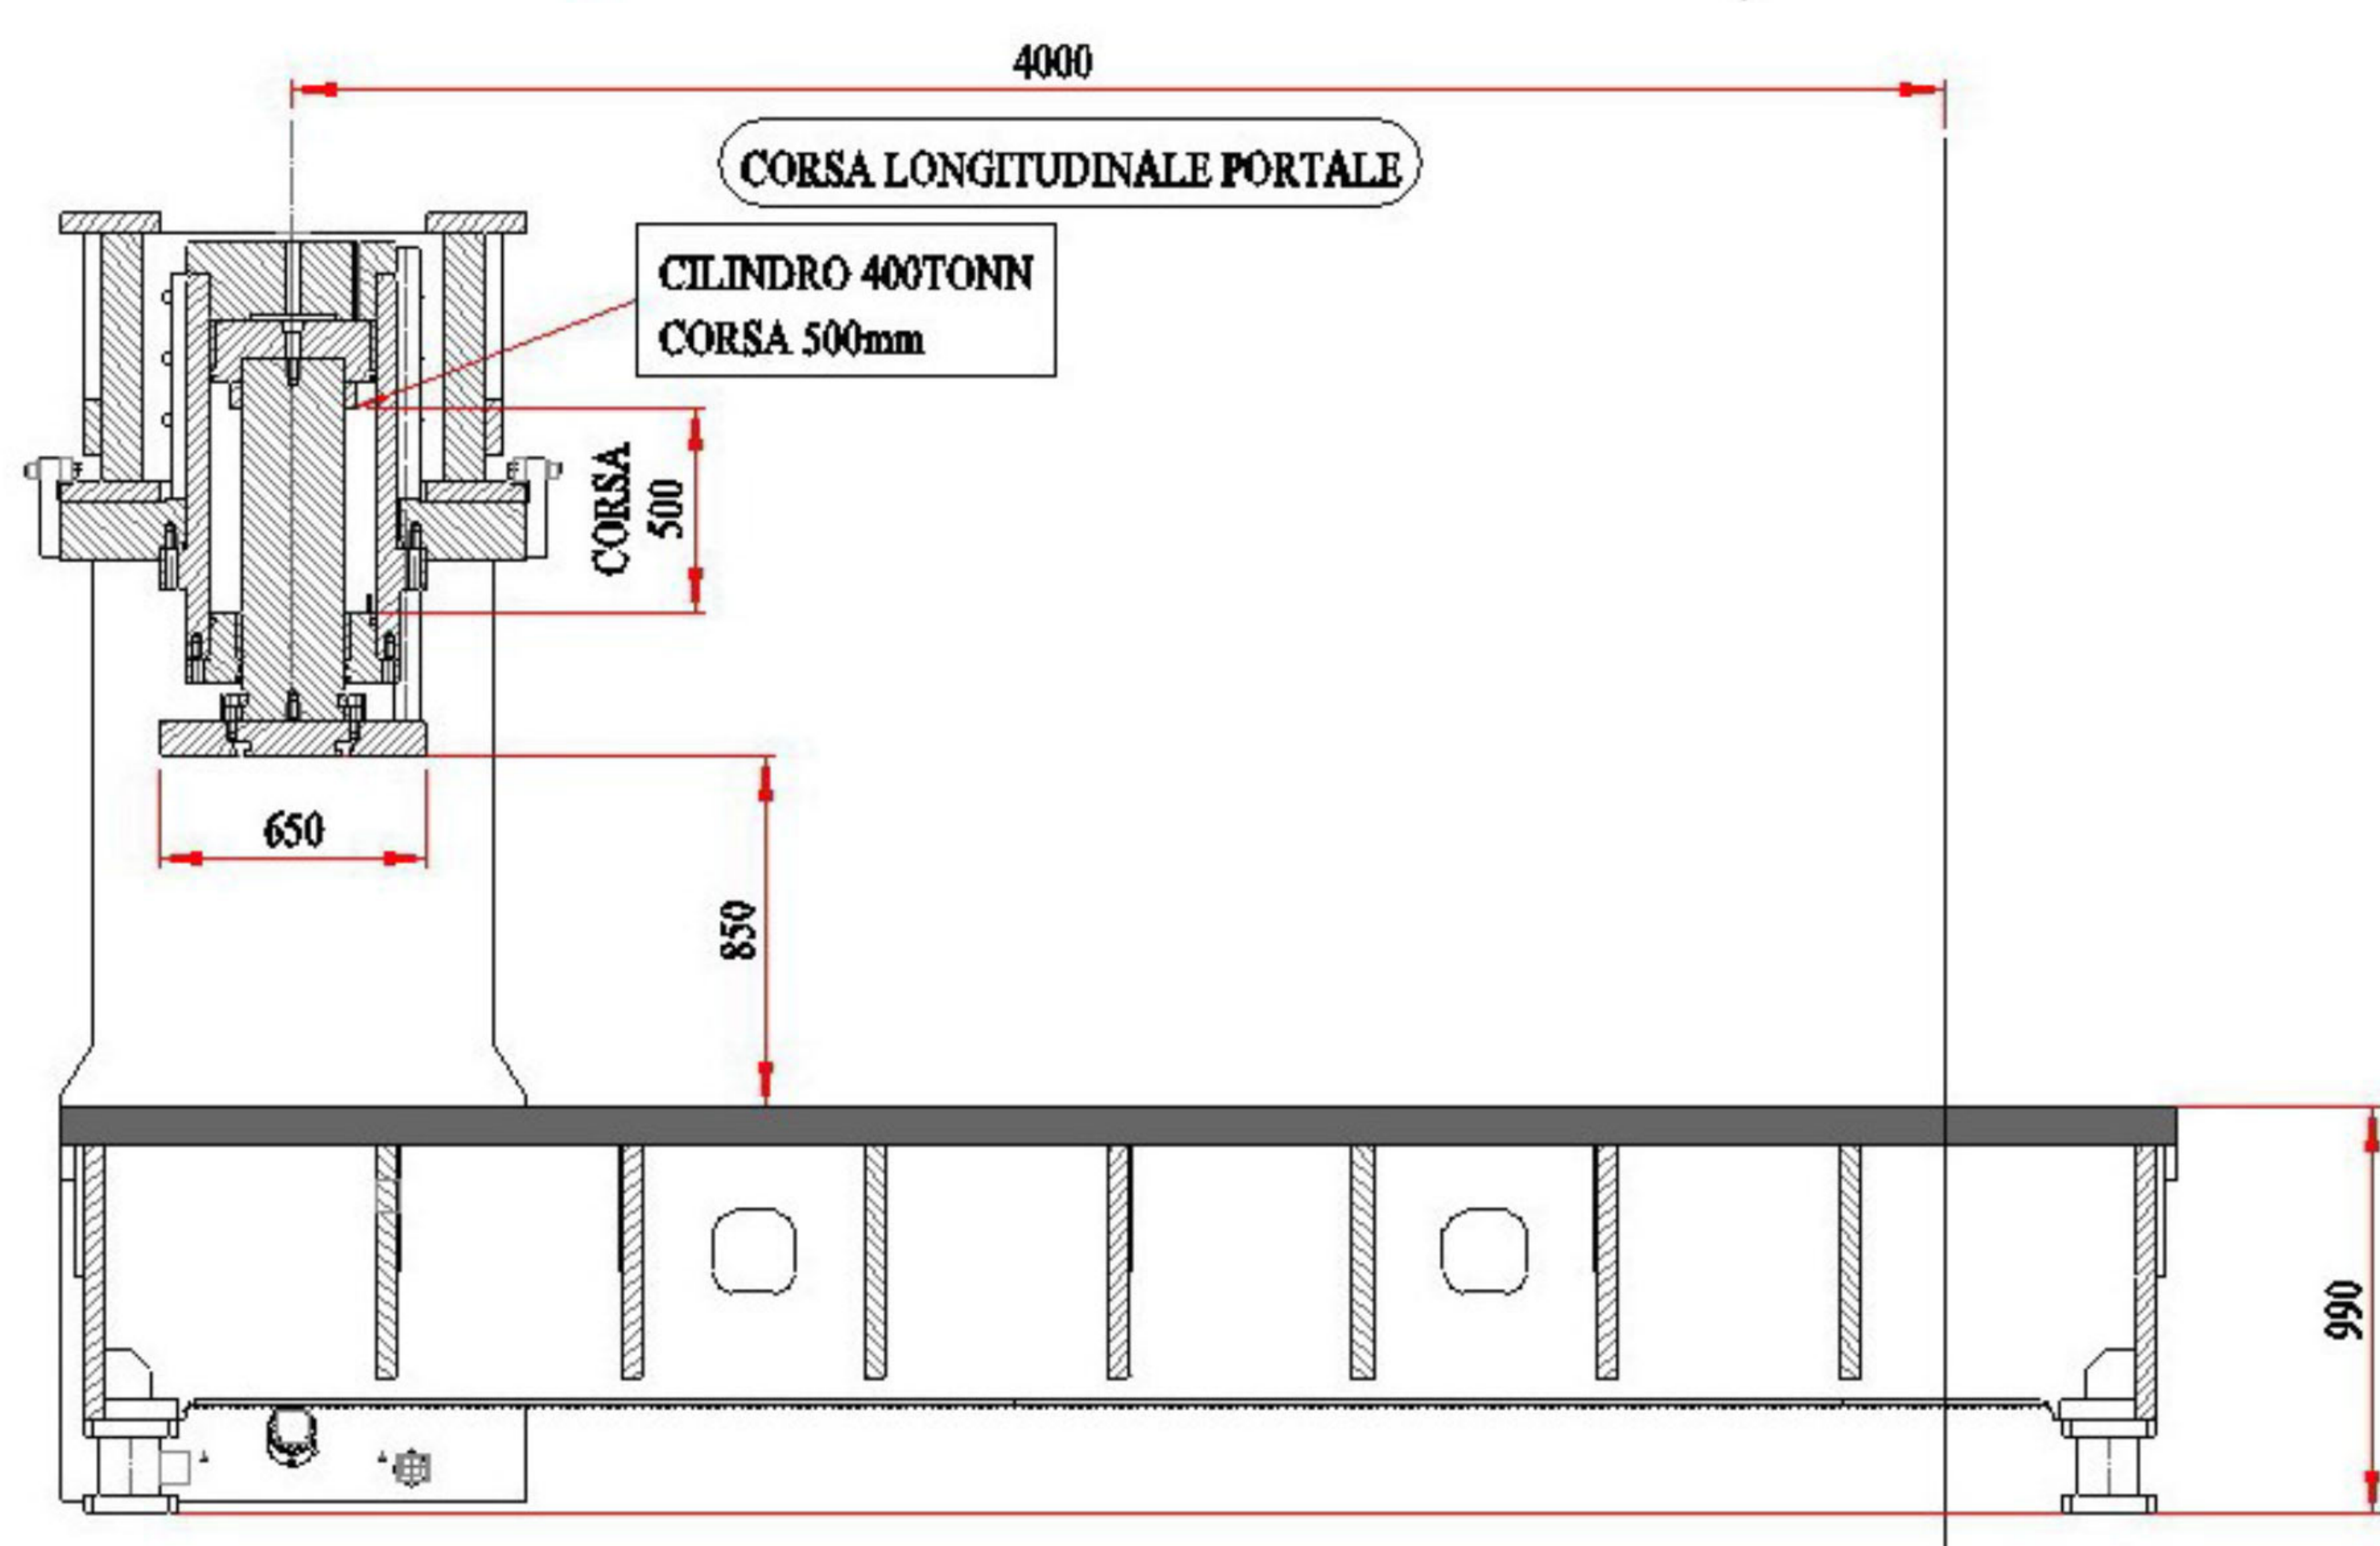 4000
CORSA LONGITUDINALE PORTALE
CILINDRO 400TONN
CORSA 500mm
CORSA
500
650
850
990